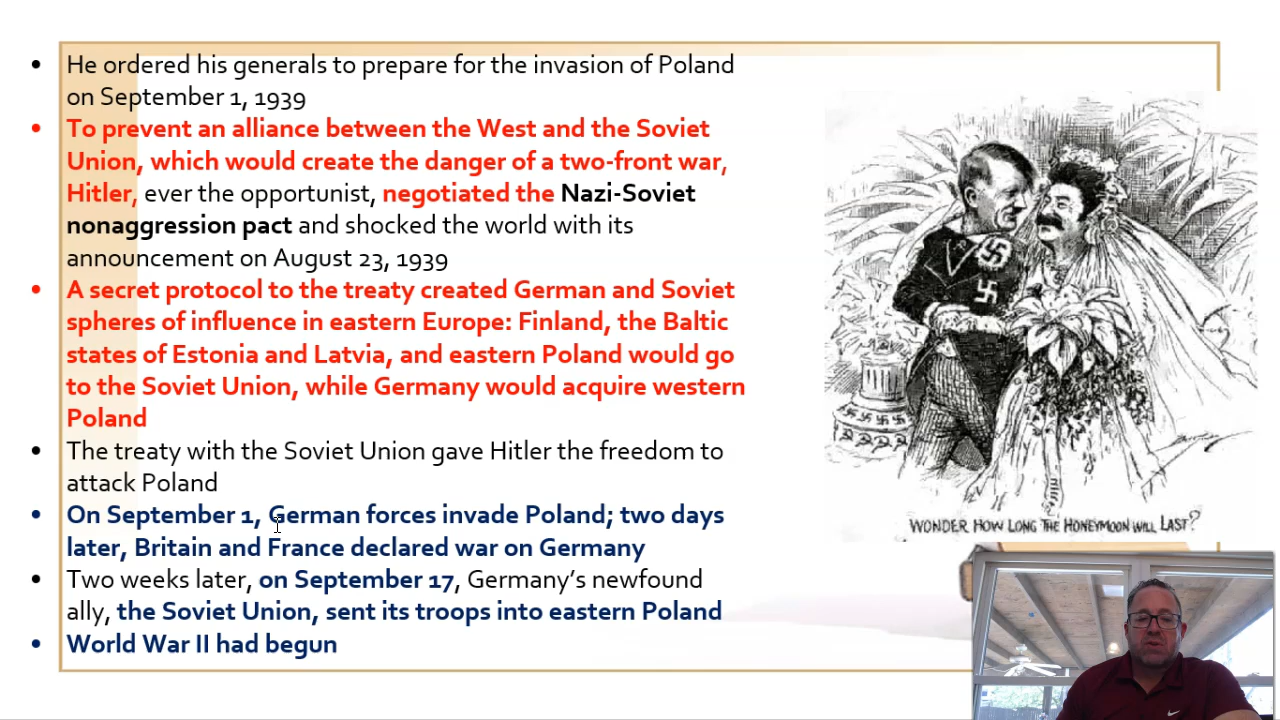 • He ordered his generals to prepare for the invasion of Poland
on September 1, 1939
• To prevent an alliance between the West and the Soviet
Union, which would create the danger of a two-front war,
Hitler, ever the opportunist, negotiated the Nazi-Soviet
nonaggression pact and shocked the world with its
announcement on August 23, 1939
• A secret protocol to the treaty created German and Soviet
spheres of influence in eastern Europe: Finland, the Baltic
states of Estonia and Latvia, and eastern Poland would go
to the Soviet Union, while Germany would acquire western
Poland
• The treaty with the Soviet Union gave Hitler the freedom to
attack Poland
• On September 1, German forces invade Poland; two days
later, Britain and France declared war on Germany
• Two weeks later, on September 17, Germany's newfound
ally, the Soviet Union, sent its troops into eastern Poland
• World War II had begun
WONDER HOW LONG THE HONEYMOON WILL LAST?